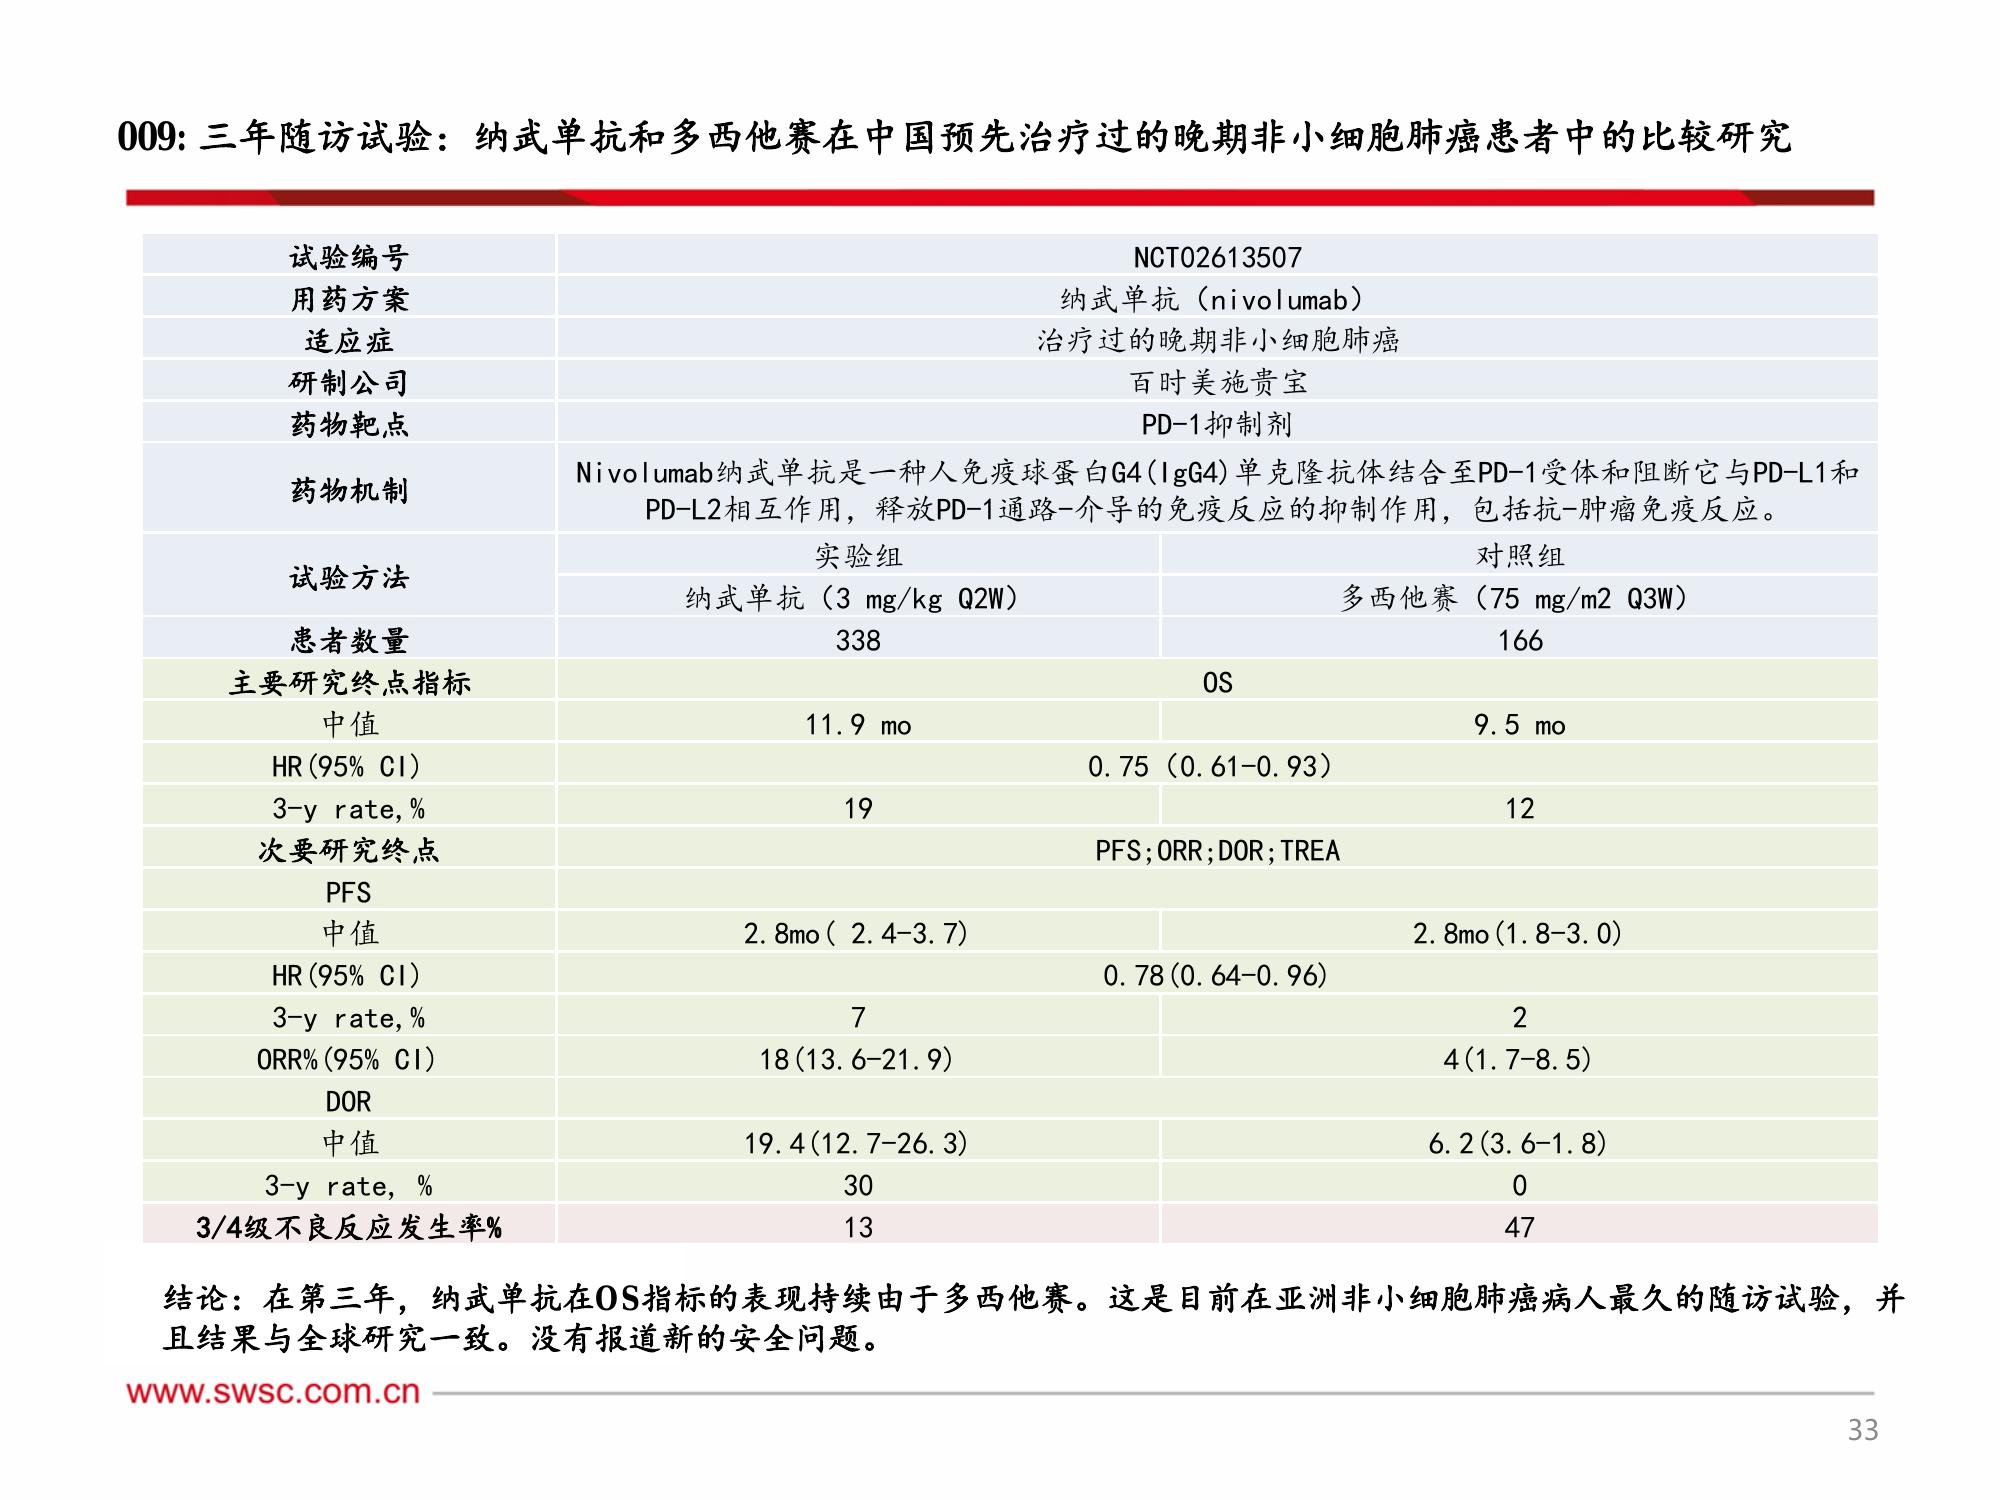 009: 三年随访试验：纳武单抗和多西他赛在中国预先治疗过的晚期非小细胞肺癌患者中的比较研究
试验编号 NCT02613507
用药方案 纳武单抗（nivolumab）
适应症 治疗过的晚期非小细胞肺癌
研制公司 百时美施贵宝
药物靶点 PD-1抑制剂
药物机制 Nivolumab纳武单抗是一种人免疫球蛋白G4(IgG4)单克隆抗体结合至PD-1受体和阻断它与PD-L1和
PD-L2相互作用，释放PD-1通路-介导的免疫反应的抑制作用，包括抗-肿瘤免疫反应。
试验方法 实验组 对照组
纳武单抗（3 mg/kg Q2W） 多西他赛（75 mg/m2 Q3W）
患者数量 338 166
主要研究终点指标 OS
中值 11.9 mo 9.5 mo
HR(95% CI) 0.75（0.61-0.93）
3-y rate,% 19 12
次要研究终点 PFS;ORR;DOR;TREA
PFS
中值 2.8mo( 2.4-3.7) 2.8mo(1.8-3.0)
HR(95% CI) 0.78(0.64-0.96)
3-y rate,% 7 2
ORR%(95% CI) 18(13.6-21.9) 4(1.7-8.5)
DOR
中值 19.4(12.7-26.3) 6.2(3.6-1.8)
3-y rate, % 30 0
3/4级不良反应发生率% 13 47
结论：在第三年，纳武单抗在OS指标的表现持续由于多西他赛。这是目前在亚洲非小细胞肺癌病人最久的随访试验，并
且结果与全球研究一致。没有报道新的安全问题。
www.swsc.com.cn
33